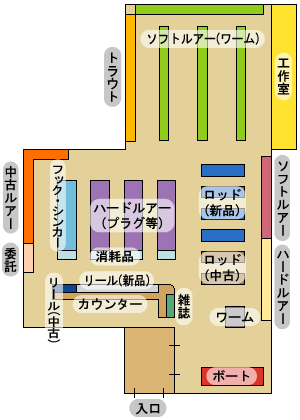 ソフトルアー(ワーム)
工作室
トラウト
中古ルアー
フック・シンカー
ハードルアー
(プラグ等)
ロッド
(新品)
ソフトルアー
消耗品
委託
ロッド
(中古)
ハードルアー
リール(新品)
リール(中古)
カウンター
雑誌
ワーム
ボート
入口